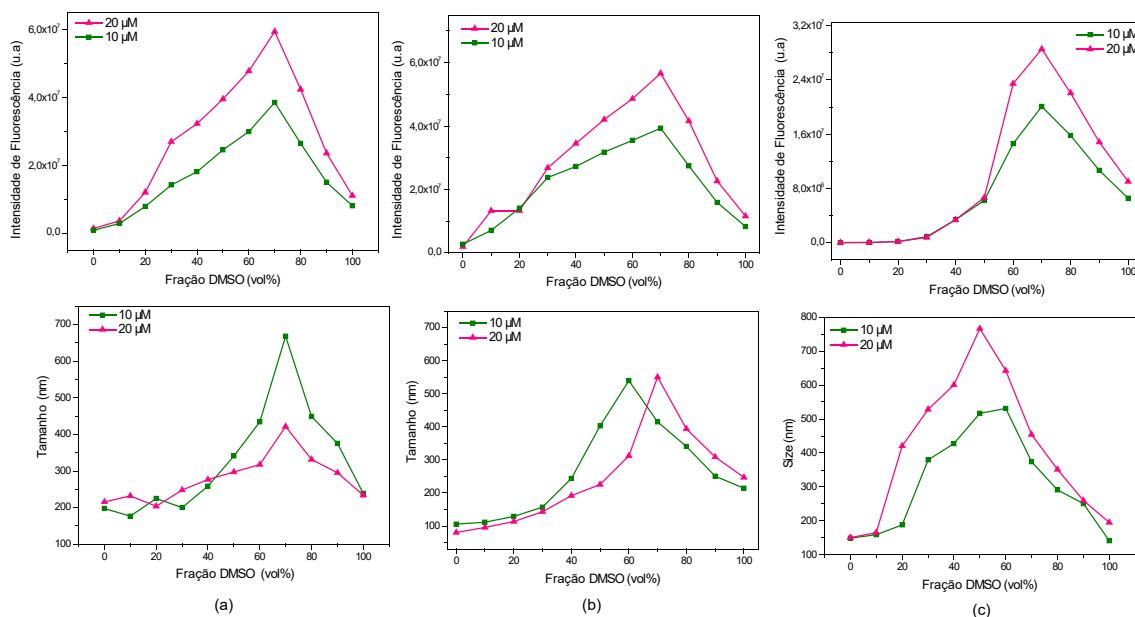 20 µM
10 µM
Intensidade de Fluorescência (u.a)
6,0x10⁷
4,0x10⁷
2,0x10⁷
0,0
0 20 40 60 80 100
Fração DMSO (vol%)
20 µM
10 µM
Intensidade de Fluorescência (u.a)
6,0x10⁷
4,0x10⁷
2,0x10⁷
0,0
0 20 40 60 80 100
Fração DMSO (vol%)
10 µM
20 µM
Intensidade de Fluorescência (u.a)
3,2x10⁷
2,4x10⁷
1,6x10⁷
8,0x10⁶
0,0
0 20 40 60 80 100
Fração DMSO (vol%)
10 µM
20 µM
Tamanho (nm)
700
600
500
400
300
200
100
0 20 40 60 80 100
Fração DMSO (vol%)
(a)
10 µM
20 µM
Tamanho (nm)
700
600
500
400
300
200
100
0 20 40 60 80 100
Fração DMSO (vol%)
(b)
10 µM
20 µM
Size (nm)
800
700
600
500
400
300
200
100
0 20 40 60 80 100
Fração DMSO (vol%)
(c)